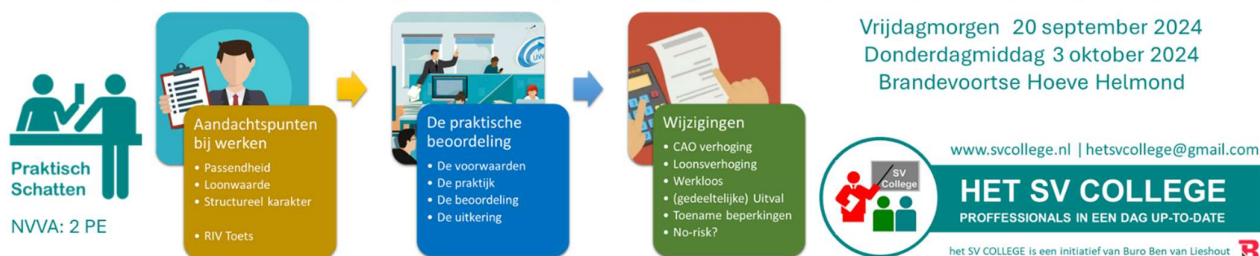 Praktisch
Schatten
NVVA: 2 PE
Aandachtspunten
bij werken
• Passendheid
• Loonwaarde
• Structureel karakter
• RIV Toets
UWV
De praktische
beoordeling
• De voorwaarden
• De praktijk
• De beoordeling
• De uitkering
Wijzigingen
• CAO verhoging
• Loonsverhoging
• Werkloos
• (gedeeltelijke) Uitval
• Toename beperkingen
• No-risk?
Vrijdagmorgen 20 september 2024
Donderdagmiddag 3 oktober 2024
Brandevoortse Hoeve Helmond
www.svcollege.nl | hetsvcollege@gmail.com
SV
College
HET SV COLLEGE
PROFFESSIONALS IN EEN DAG UP-TO-DATE
het SV COLLEGE is een initiatief van Buro Ben van Lieshout